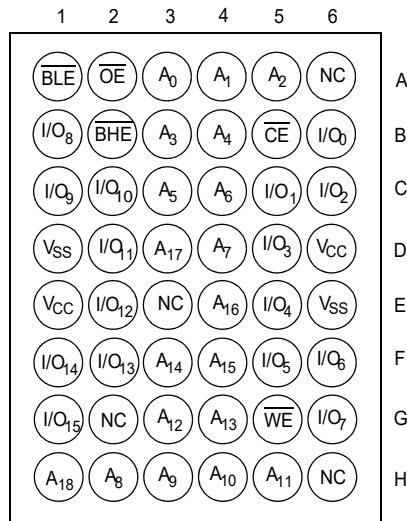 1 2 3 4 5 6
BLE OE A0 A1 A2 NC A
I/O8 BHE A3 A4 CE I/O0 B
I/O9 I/O10 A5 A6 I/O1 I/O2 C
VSS I/O11 A17 A7 I/O3 VCC D
VCC I/O12 NC A16 I/O4 VSS E
I/O14 I/O13 A14 A15 I/O5 I/O6 F
I/O15 NC A12 A13 WE I/O7 G
A18 A8 A9 A10 A11 NC H